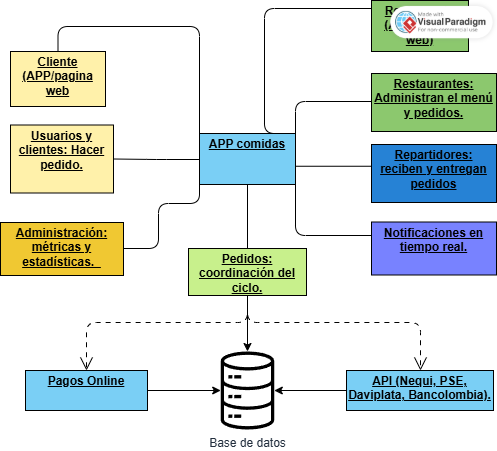 Made with
Visual Paradigm
For non-commercial use
web)
Cliente
(APP/pagina
web
Restaurantes:
Administran el menú
y pedidos.
Usuarios y
clientes: Hacer
pedido.
APP comidas
Repartidores:
reciben y entregan
pedidos
Administración:
métricas y
estadísticas.
Notificaciones en
tiempo real.
Pedidos:
coordinación del
ciclo.
Pagos Online
API (Nequi, PSE,
Daviplata, Bancolombia).
Base de datos